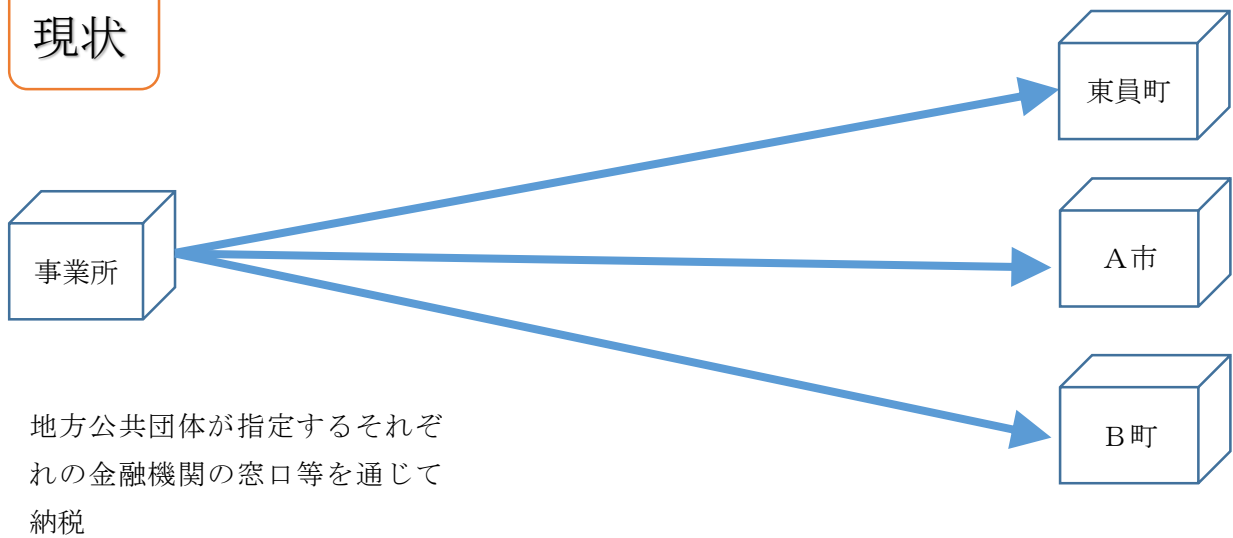 現状
東員町
事業所
A市
B町
地方公共団体が指定するそれぞ
れの金融機関の窓口等を通じて
納税